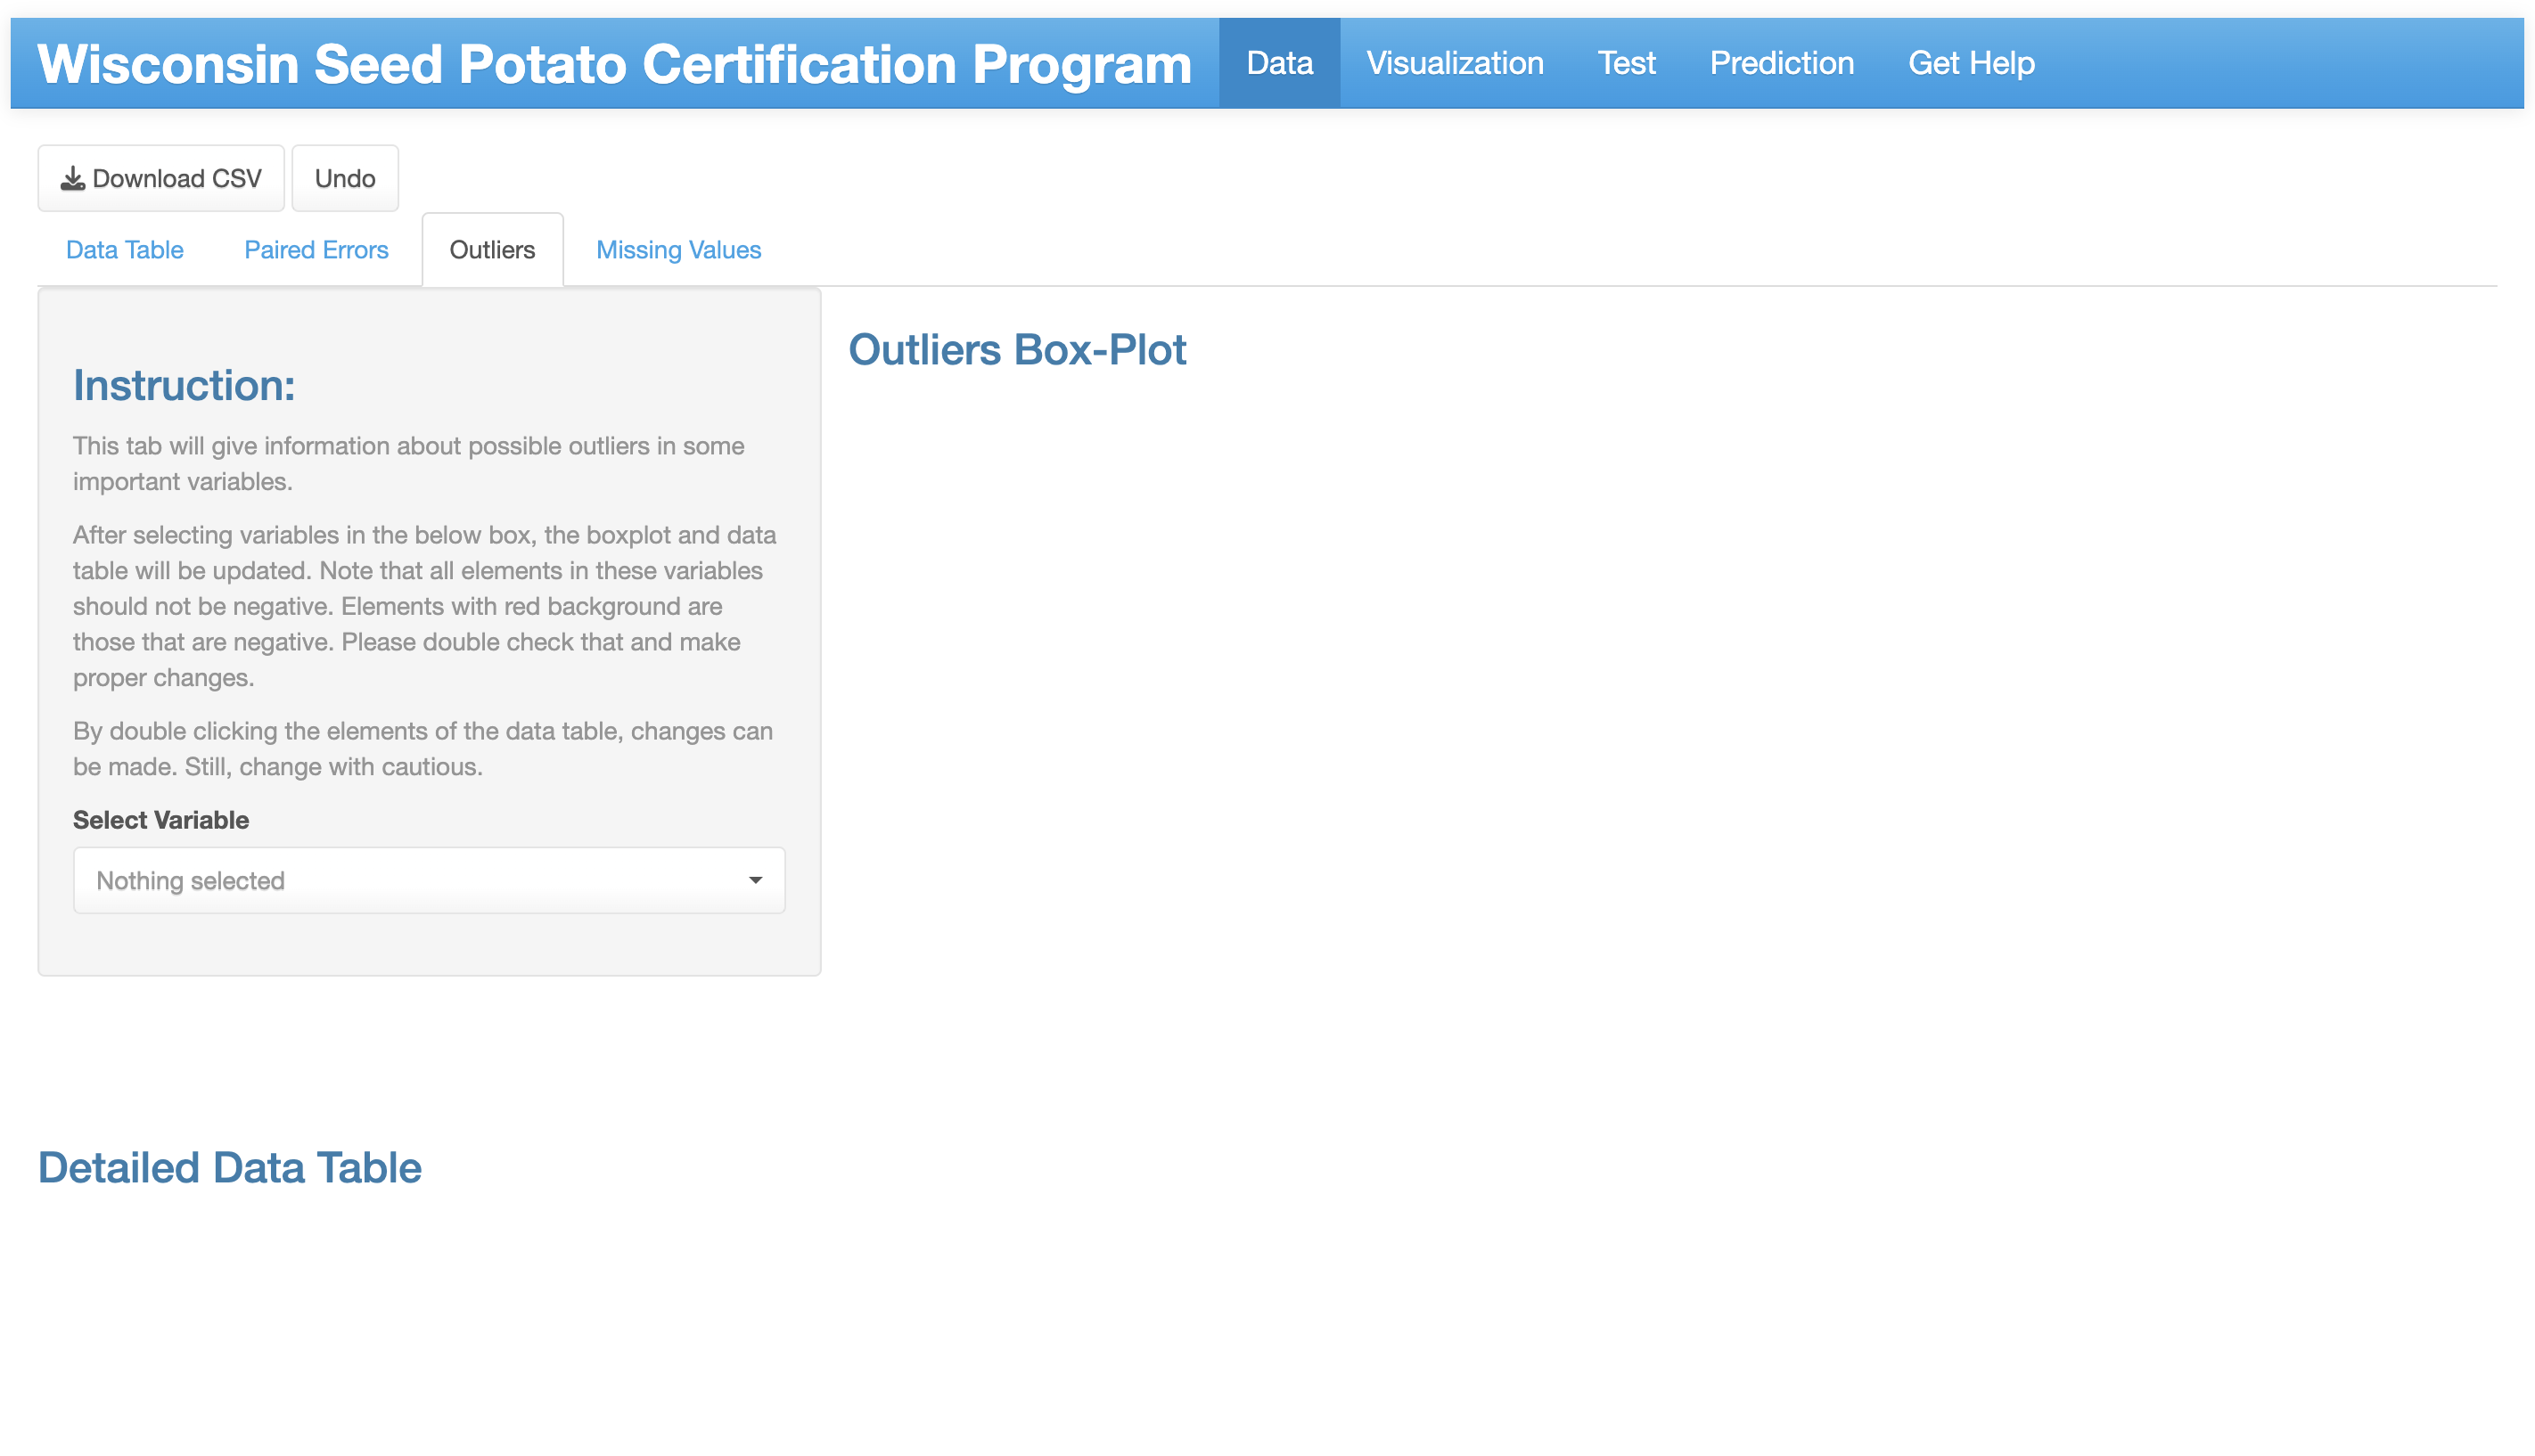 Wisconsin Seed Potato Certification Program Data Visualization Test Prediction Get Help
Download CSV Undo
Data Table Paired Errors Outliers Missing Values
Outliers Box-Plot
Instruction:
This tab will give information about possible outliers in some
important variables.
After selecting variables in the below box, the boxplot and data
table will be updated. Note that all elements in these variables
should not be negative. Elements with red background are
those that are negative. Please double check that and make
proper changes.
By double clicking the elements of the data table, changes can
be made. Still, change with cautious.
Select Variable
Nothing selected
Detailed Data Table